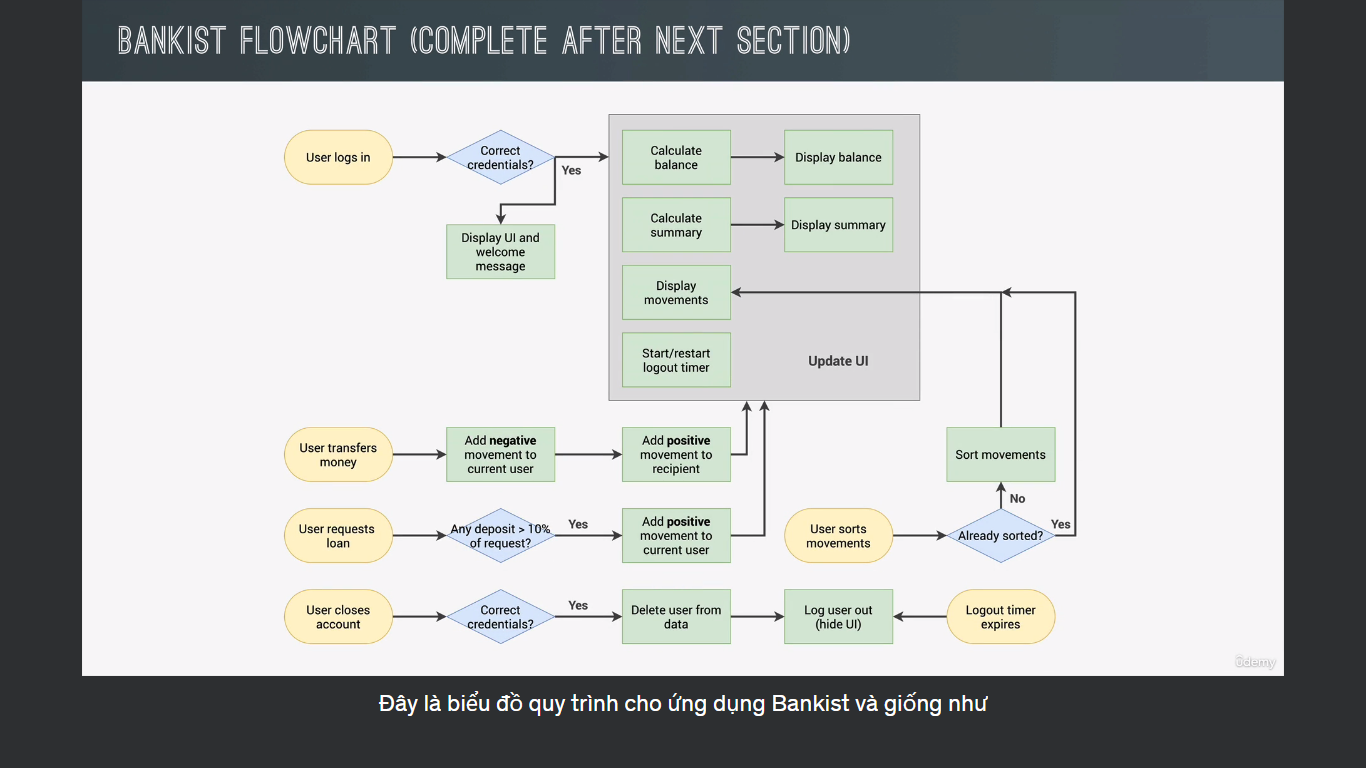 BANKIST FLOWCHART (COMPLETE AFTER NEXT SECTION)
User logs in
Correct
credentials?
Yes
Display UI and
welcome
message
Calculate
balance
Display balance
Calculate
summary
Display summary
Display
movements
Start/restart
logout timer
Update UI
User transfers
money
Add negative
movement to
current user
Add positive
movement to
recipient
Sort movements
No
User requests
loan
Any deposit > 10%
of request?
Yes
Add positive
movement to
current user
User sorts
movements
Already sorted?
Yes
User closes
account
Correct
credentials?
Yes
Delete user from
data
Log user out
(hide UI)
Logout timer
expires
ûdemy
Đây là biểu đồ quy trình cho ứng dụng Bankist và giống như